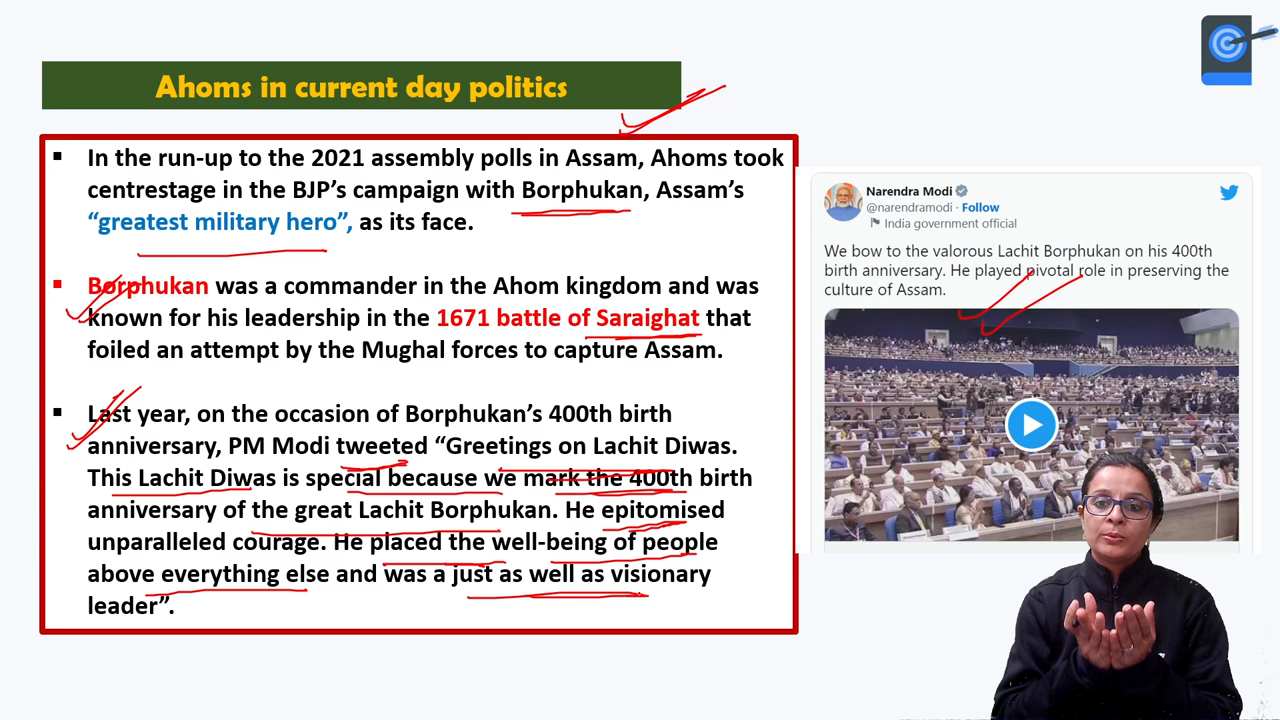 Ahoms in current day politics
In the run-up to the 2021 assembly polls in Assam, Ahoms took
centrestage in the BJP’s campaign with Borphukan, Assam’s
“greatest military hero”, as its face.
Borphukan was a commander in the Ahom kingdom and was
known for his leadership in the 1671 battle of Saraighat that
foiled an attempt by the Mughal forces to capture Assam.
Last year, on the occasion of Borphukan’s 400th birth
anniversary, PM Modi tweeted “Greetings on Lachit Diwas.
This Lachit Diwas is special because we mark the 400th birth
anniversary of the great Lachit Borphukan. He epitomised
unparalleled courage. He placed the well-being of people
above everything else and was a just as well as visionary
leader”.
Narendra Modi
@narendramodi · Follow
India government official
We bow to the valorous Lachit Borphukan on his 400th
birth anniversary. He played pivotal role in preserving the
culture of Assam.